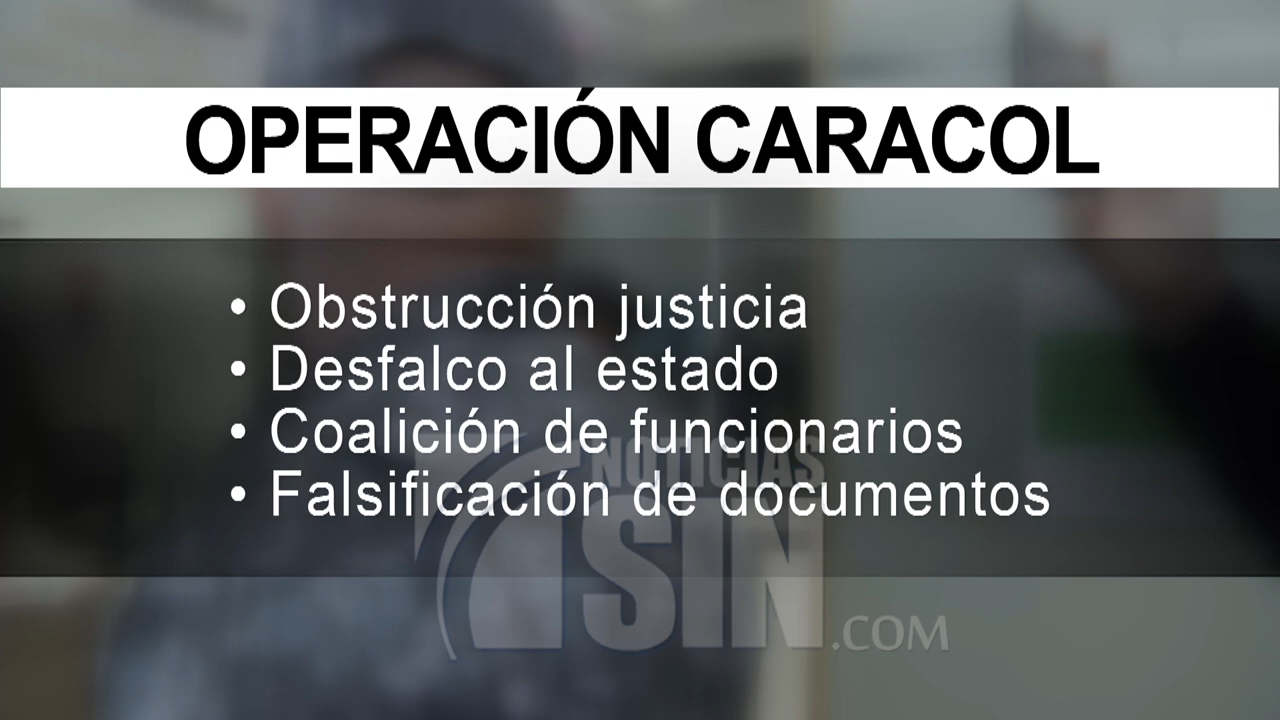 OPERACIÓN CARACOL
• Obstrucción justicia
• Desfalco al estado
• Coalición de funcionarios
• Falsificación de documentos
NOTICIAS
SIN
.COM